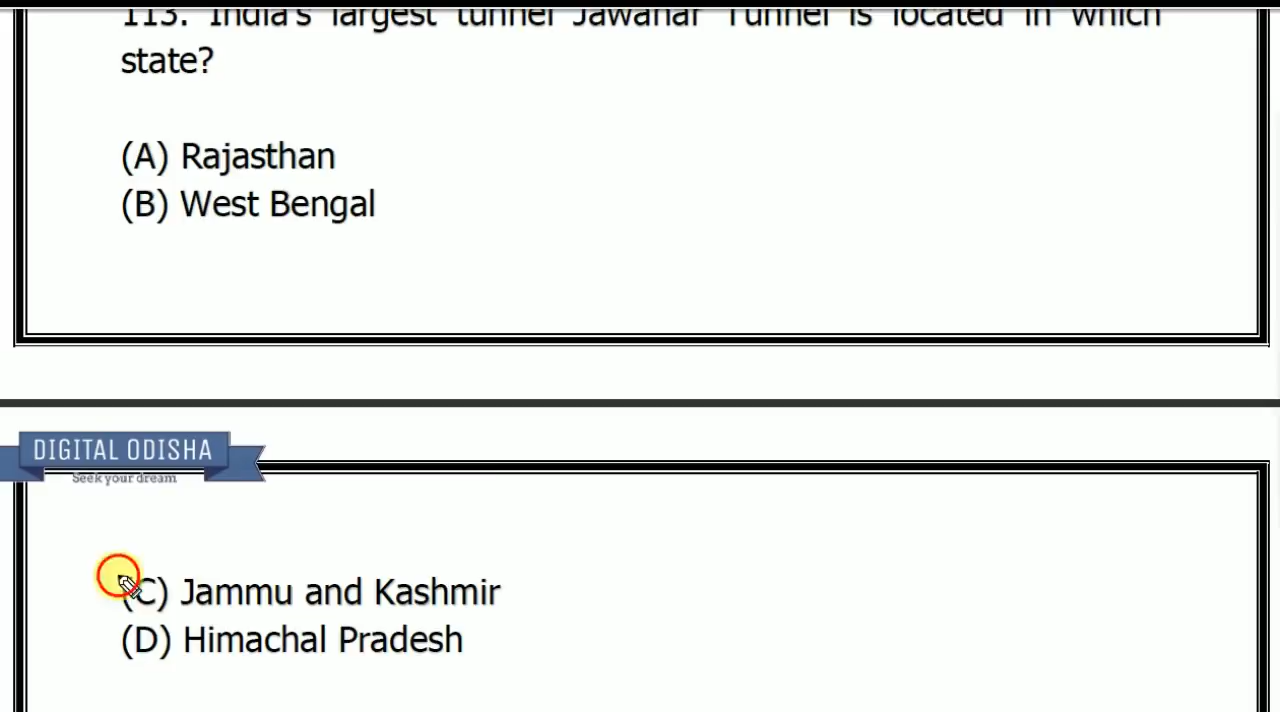 113. India's largest tunnel Jawahar Tunnel is located in which
state?
(A) Rajasthan
(B) West Bengal
DIGITAL ODISHA
Seek your dream
(C) Jammu and Kashmir
(D) Himachal Pradesh